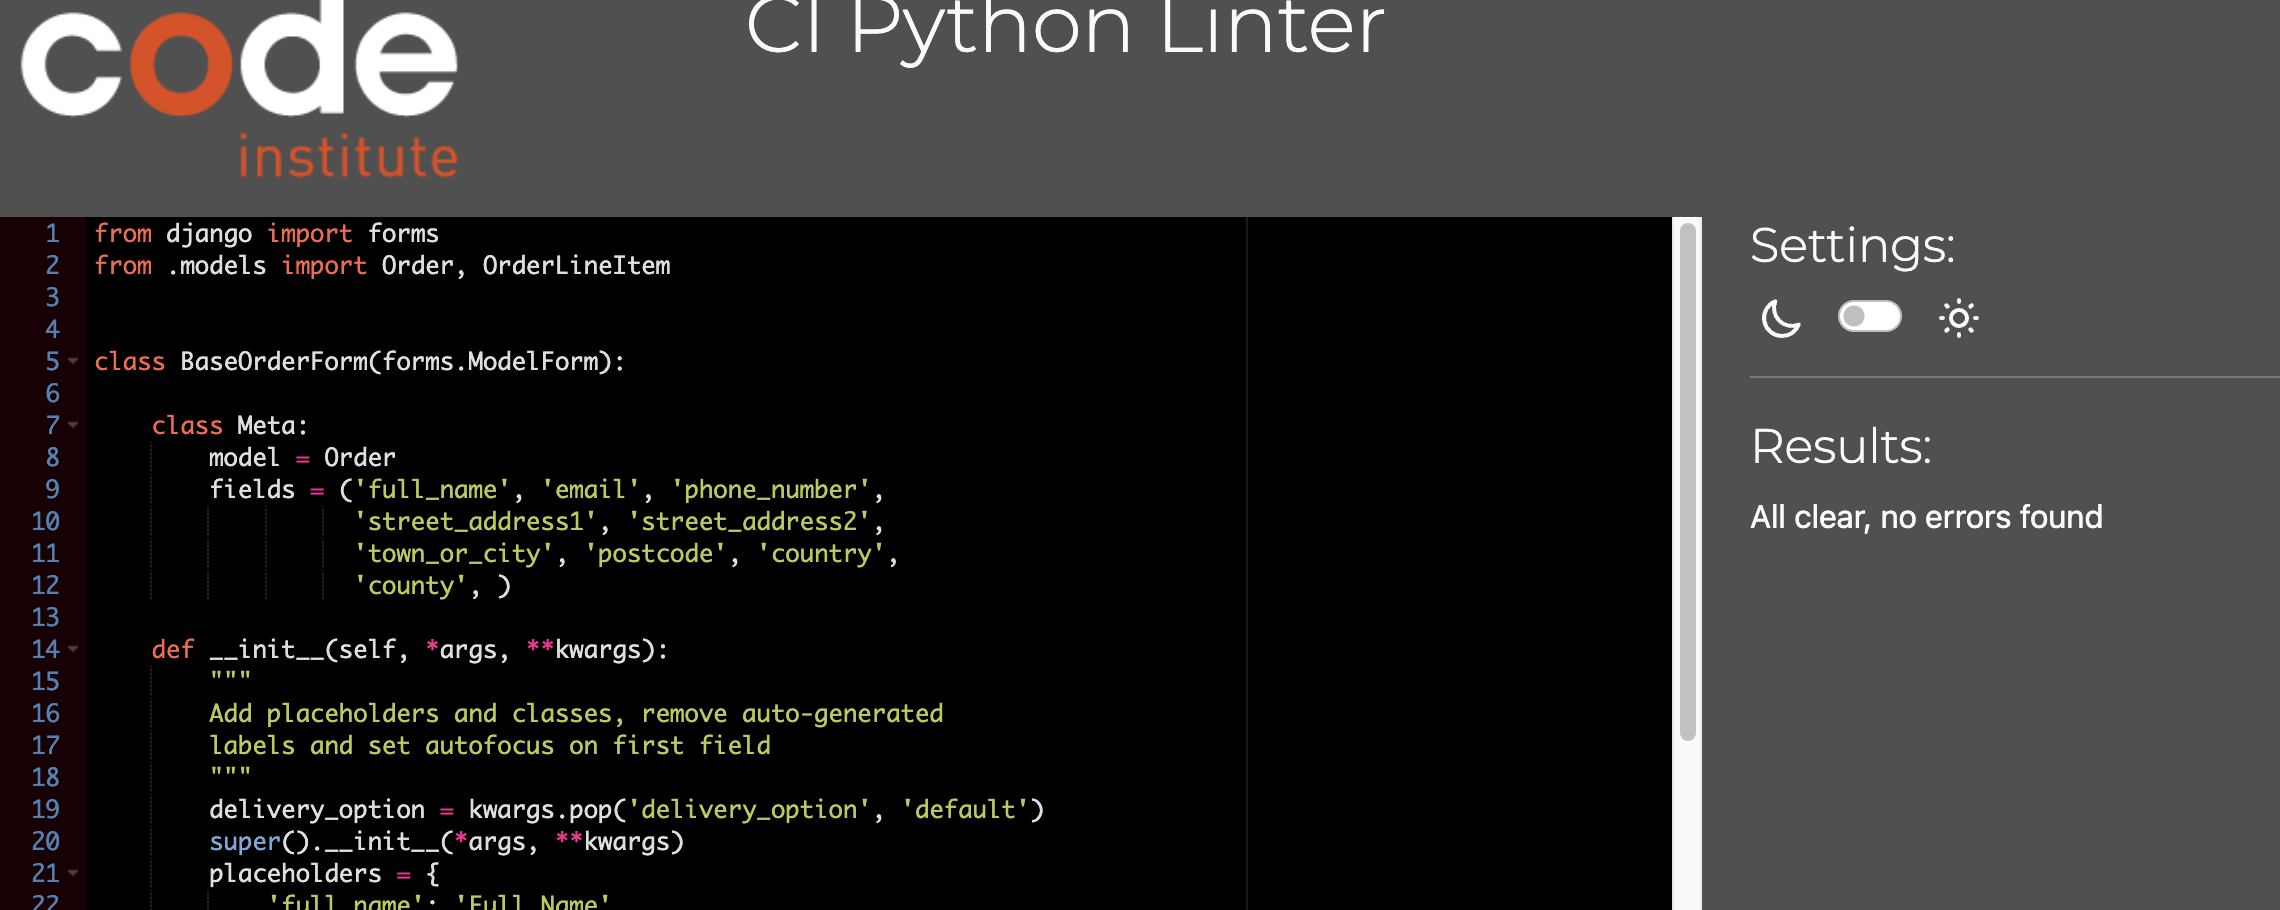 code
institute
CI Python Linter
1 from django import forms
2 from .models import Order, OrderLineItem
3
4
5 class BaseOrderForm(forms.ModelForm):
6
7     class Meta:
8         model = Order
9         fields = ('full_name', 'email', 'phone_number',
10                   'street_address1', 'street_address2',
11                   'town_or_city', 'postcode', 'country',
12                   'county', )
13
14     def __init__(self, *args, **kwargs):
15         """
16         Add placeholders and classes, remove auto-generated
17         labels and set autofocus on first field
18         """
19         delivery_option = kwargs.pop('delivery_option', 'default')
20         super().__init__(*args, **kwargs)
21         placeholders = {
22             'full_name': 'Full Name'
Settings:
Results:
All clear, no errors found